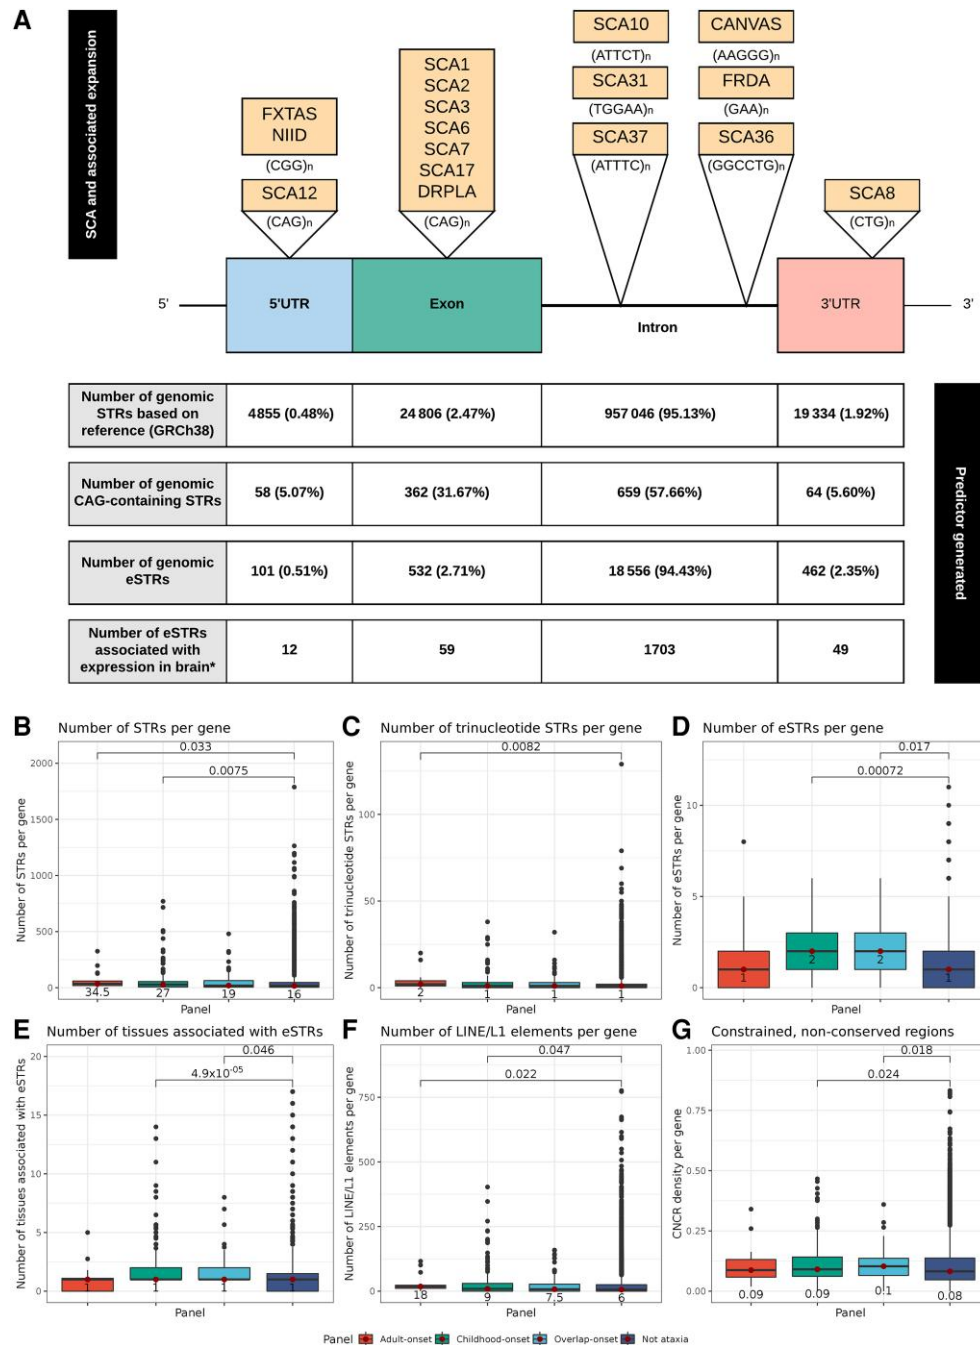 A
SCA and associated expansion
FXTAS
NIID
(CGG)n
SCA12
(CAG)n
SCA1
SCA2
SCA3
SCA6
SCA7
SCA17
DRPLA
(CAG)n
SCA10
(ATTCT)n
SCA31
(TGGAA)n
SCA37
(ATTTC)n
CANVAS
(AAGGG)n
FRDA
(GAA)n
SCA36
(GGCCTG)n
SCA8
(CTG)n
5'
5'UTR
Exon
Intron
3'UTR
3'
Number of genomic STRs based on reference (GRCh38) 4855 (0.48%) 24 806 (2.47%) 957 046 (95.13%) 19 334 (1.92%)
Number of genomic CAG-containing STRs 58 (5.07%) 362 (31.67%) 659 (57.66%) 64 (5.60%)
Number of genomic eSTRs 101 (0.51%) 532 (2.71%) 18 556 (94.43%) 462 (2.35%)
Number of eSTRs associated with expression in brain* 12 59 1703 49
Predictor generated
B Number of STRs per gene
Number of STRs per gene
2000
1500
1000
500
0
0.033
0.0075
34.5 27 19 16
Panel
C Number of trinucleotide STRs per gene
Number of trinucleotide STRs per gene
100
50
0
0.0082
2 1 1 1
Panel
D Number of eSTRs per gene
Number of eSTRs per gene
10
5
0
0.017
0.00072
1 2 2 1
Panel
E Number of tissues associated with eSTRs
Number of tissues associated with eSTRs
20
15
10
5
0
0.046
4.9x10-05
1 1 1 1
Panel
F Number of LINE/L1 elements per gene
Number of LINE/L1 elements per gene
750
500
250
0
0.047
0.022
18 9 7.5 6
Panel
G Constrained, non-conserved regions
CNCR density per gene
1.00
0.75
0.50
0.25
0.00
0.018
0.024
0.09 0.09 0.1 0.08
Panel
Panel Adult-onset Childhood-onset Overlap-onset Not ataxia